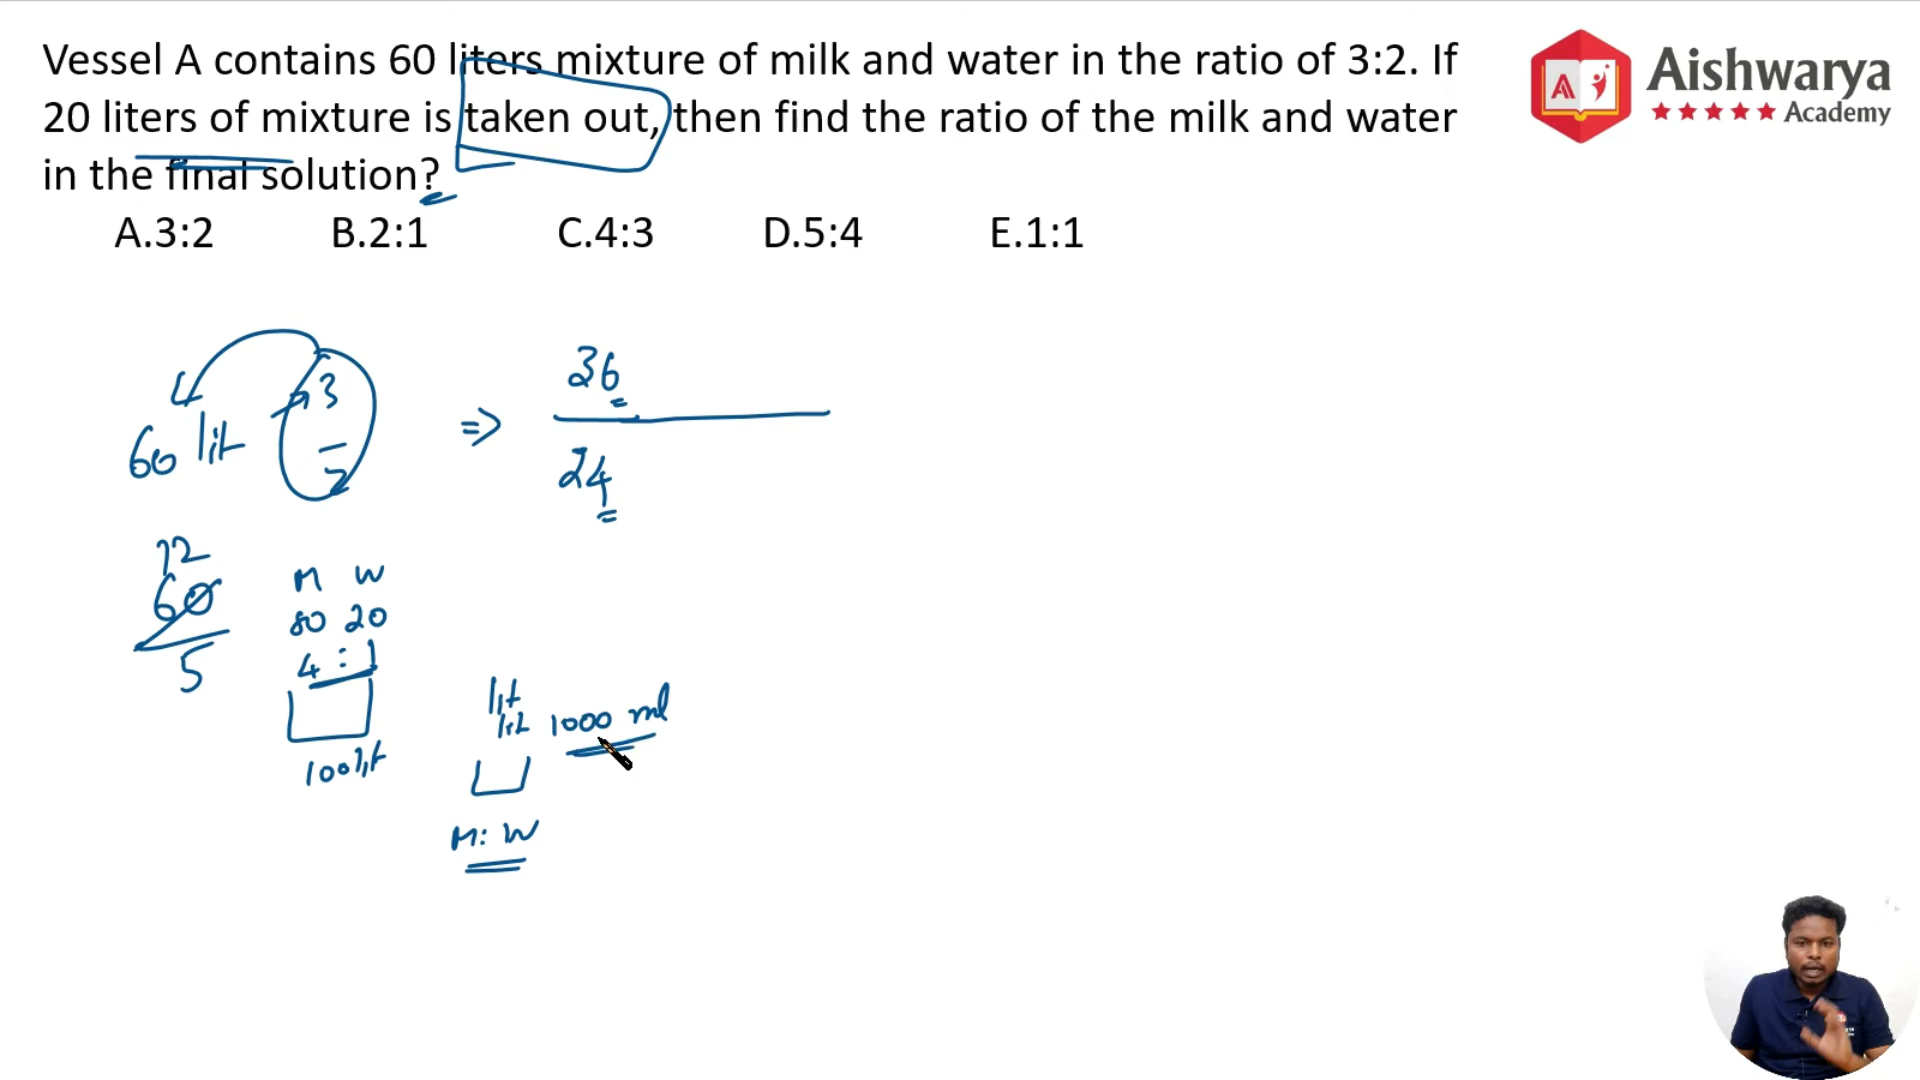 Vessel A contains 60 liters mixture of milk and water in the ratio of 3:2. If
20 liters of mixture is taken out, then find the ratio of the milk and water
in the final solution?
A.3:2 B.2:1 C.4:3 D.5:4 E.1:1
Aishwarya
Academy
A
60 lit 3
2
=> 36
24
12
60
5
M W
80 20
4 : 1
100 lit
lit
lit 1000 ml
M: W